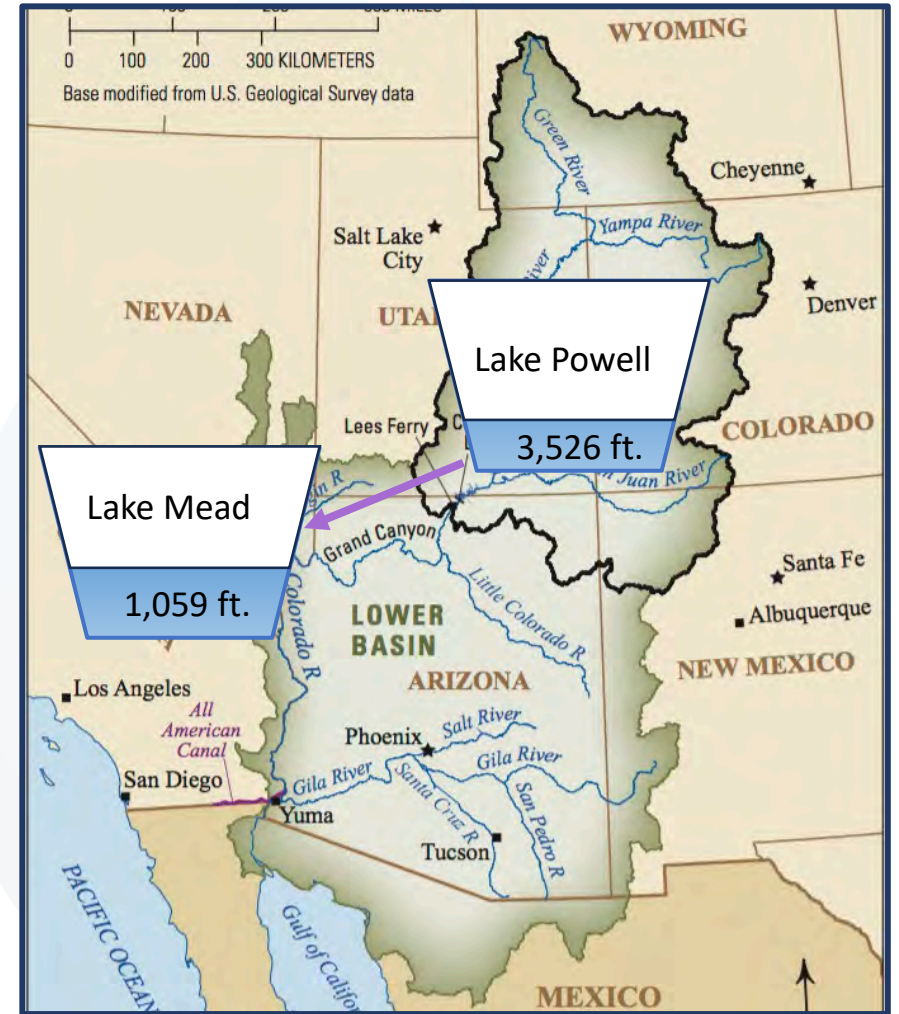 0 100 200 300 KILOMETERS
Base modified from U.S. Geological Survey data
WYOMING
Green River
Cheyenne
Yampa River
Salt Lake
City
Denver
NEVADA
Lake Powell
3,526 ft.
COLORADO
Lees Ferry
Juan River
Lake Mead
1,059 ft.
Grand Canyon
Colorado R
Little Colorado R
LOWER
BASIN
Santa Fe
Albuquerque
NEW MEXICO
ARIZONA
Los Angeles
All
American
Canal
Phoenix
Salt River
Gila River
San Diego
Gila River
Santa Cruz R
San Pedro R
Yuma
Tucson
PACIFIC OCEAN
Gulf of Califor
MEXICO